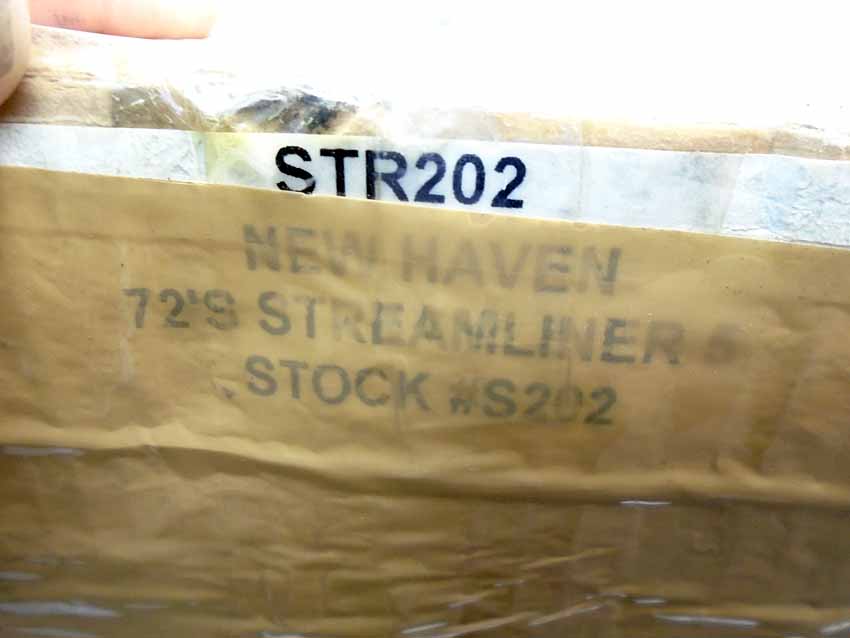 STR202
NEW HAVEN
72'S STREAMLINER
STOCK #S202